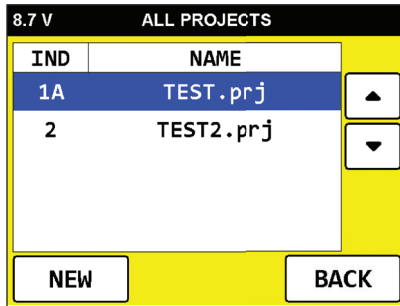 8.7 V ALL PROJECTS
IND NAME
1A TEST.prj
2 TEST2.prj
NEW BACK